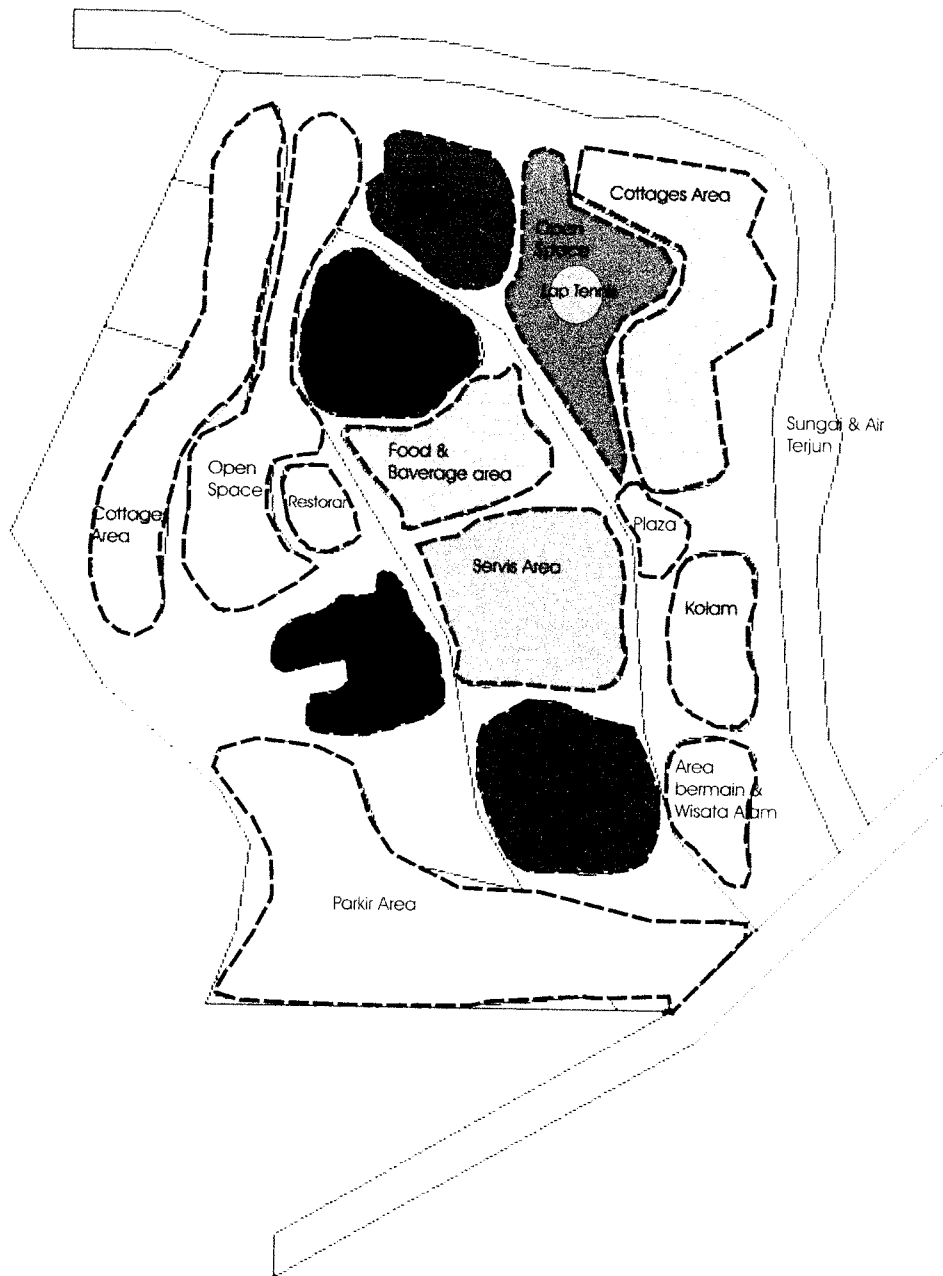 Cottages Area
Open
Space
Lap Tennis
Sungai & Air
Terjun
Food &
Baverage area
Open
Space
Restoran
Cottages
Area
Plaza
Servis Area
Kolam
Area
bermain &
Wisata Alam
Parkir Area